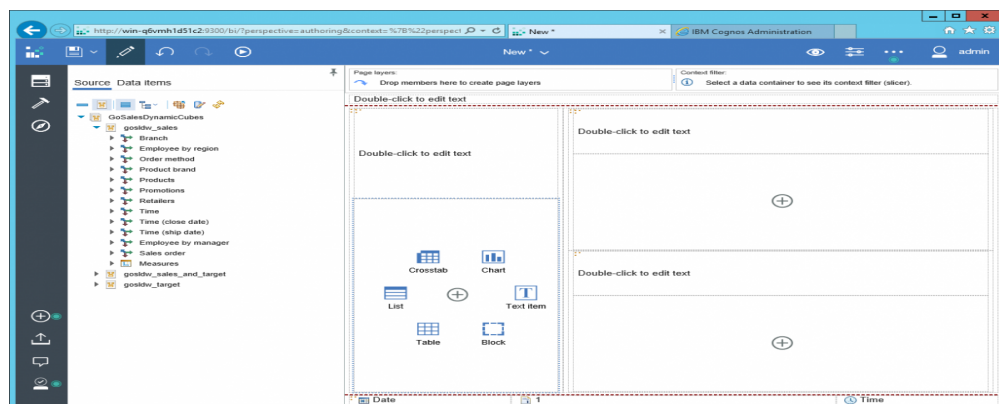 http://win-q6vmh1d51c2:9300/bi/?perspective=authoring&context=%7B%22perspect
New *
IBM Cognos Administration
New *
admin
Source Data items
Page layers:
Drop members here to create page layers
Context filter:
Select a data container to see its context filter (slicer).
GoSalesDynamicCubes
gosldw_sales
Branch
Employee by region
Order method
Product brand
Products
Promotions
Retailers
Time
Time (close date)
Time (ship date)
Employee by manager
Sales order
Measures
gosldw_sales_and_target
gosldw_target
Double-click to edit text
Double-click to edit text
Crosstab
Chart
List
Text item
Table
Block
Double-click to edit text
Double-click to edit text
Date
1
Time